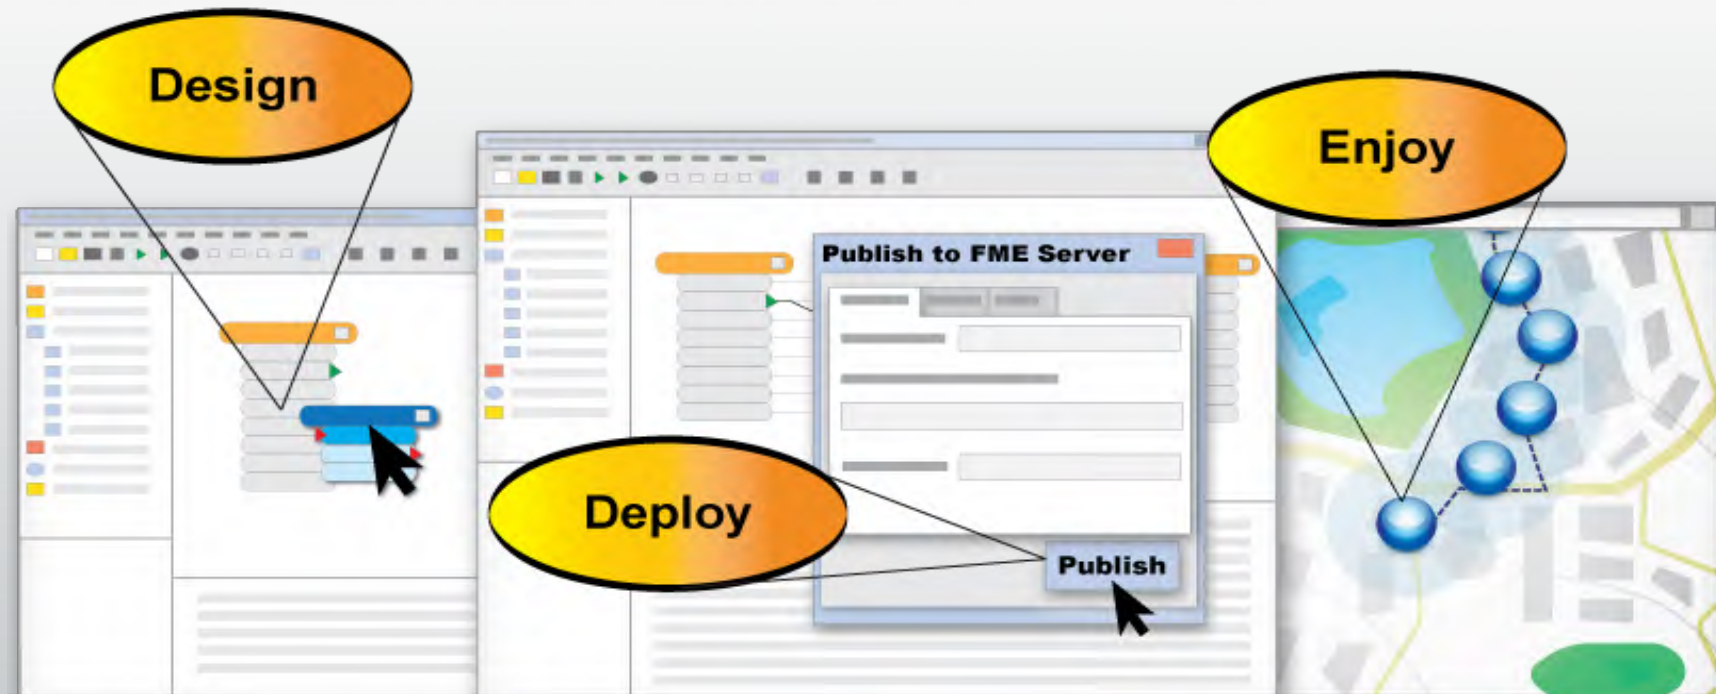 Design
Enjoy
Publish to FME Server
Deploy
Publish